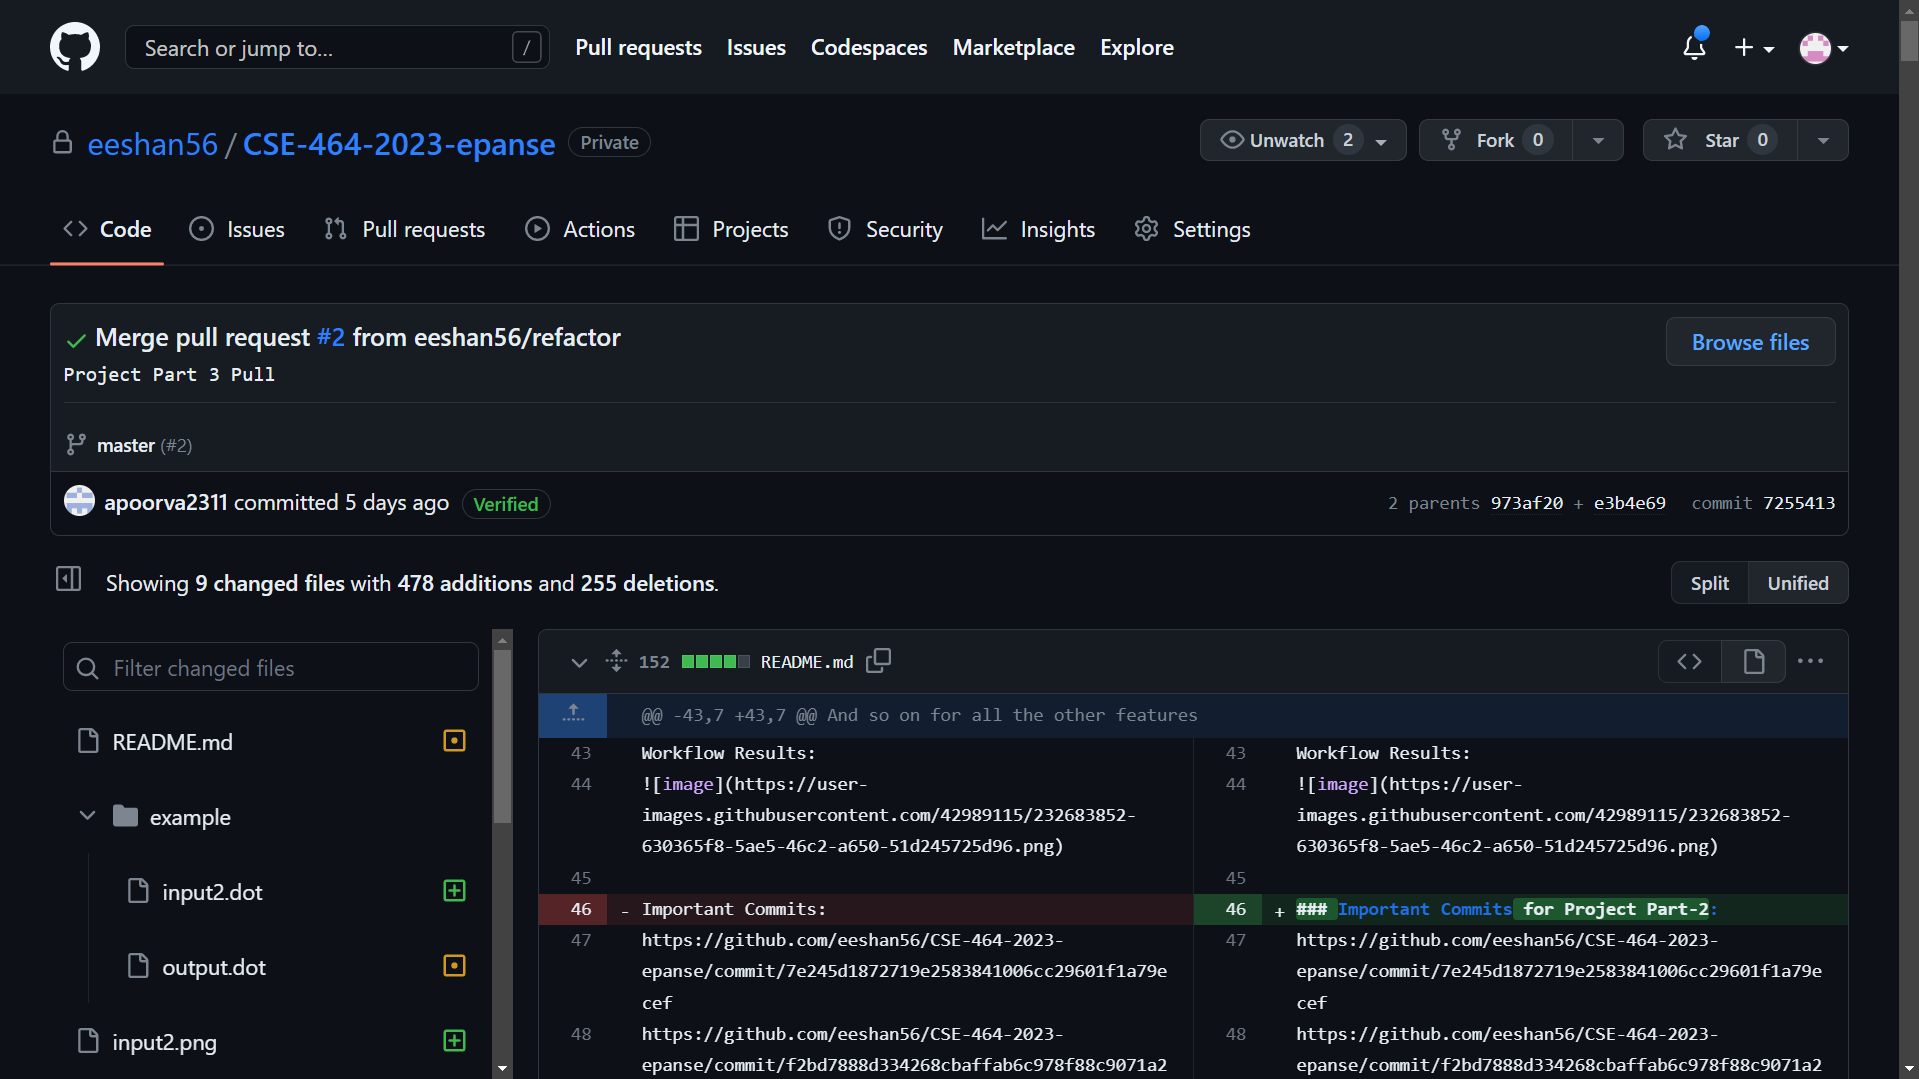 Search or jump to... /
Pull requests Issues Codespaces Marketplace Explore
eeshan56 / CSE-464-2023-epanse Private
Unwatch 2 Fork 0 Star 0
Code Issues Pull requests Actions Projects Security Insights Settings
Merge pull request #2 from eeshan56/refactor
Browse files
Project Part 3 Pull
master (#2)
apoorva2311 committed 5 days ago Verified
2 parents 973af20 + e3b4e69 commit 7255413
Showing 9 changed files with 478 additions and 255 deletions.
Split Unified
Filter changed files
README.md
example
input2.dot
output.dot
input2.png
152 README.md
@@ -43,7 +43,7 @@ And so on for all the other features
43 Workflow Results:
44 ![image](https://user-
images.githubusercontent.com/42989115/232683852-
630365f8-5ae5-46c2-a650-51d245725d96.png)
45
46 - Important Commits:
47 https://github.com/eeshan56/CSE-464-2023-
epanse/commit/7e245d1872719e2583841006cc29601f1a79e
cef
48 https://github.com/eeshan56/CSE-464-2023-
epanse/commit/f2bd7888d334268cbaffab6c978f88c9071a2
43 Workflow Results:
44 ![image](https://user-
images.githubusercontent.com/42989115/232683852-
630365f8-5ae5-46c2-a650-51d245725d96.png)
45
46 + ### Important Commits for Project Part-2:
47 https://github.com/eeshan56/CSE-464-2023-
epanse/commit/7e245d1872719e2583841006cc29601f1a79e
cef
48 https://github.com/eeshan56/CSE-464-2023-
epanse/commit/f2bd7888d334268cbaffab6c978f88c9071a2